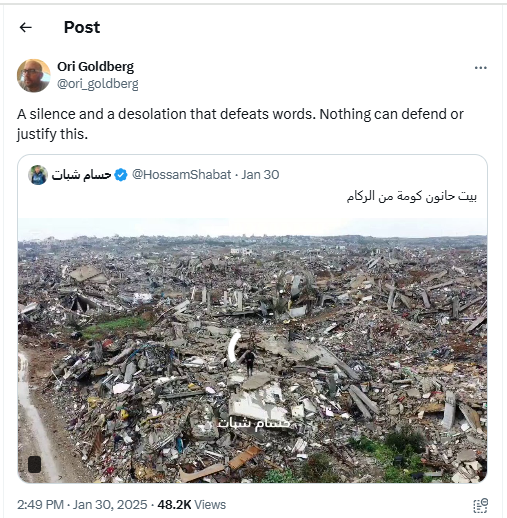 Post
Ori Goldberg
@ori_goldberg
A silence and a desolation that defeats words. Nothing can defend or
justify this.
حسام شبات @HossamShabat · Jan 30
بيت حانون كومة من الركام
حسام شبات
2:49 PM · Jan 30, 2025 · 48.2K Views